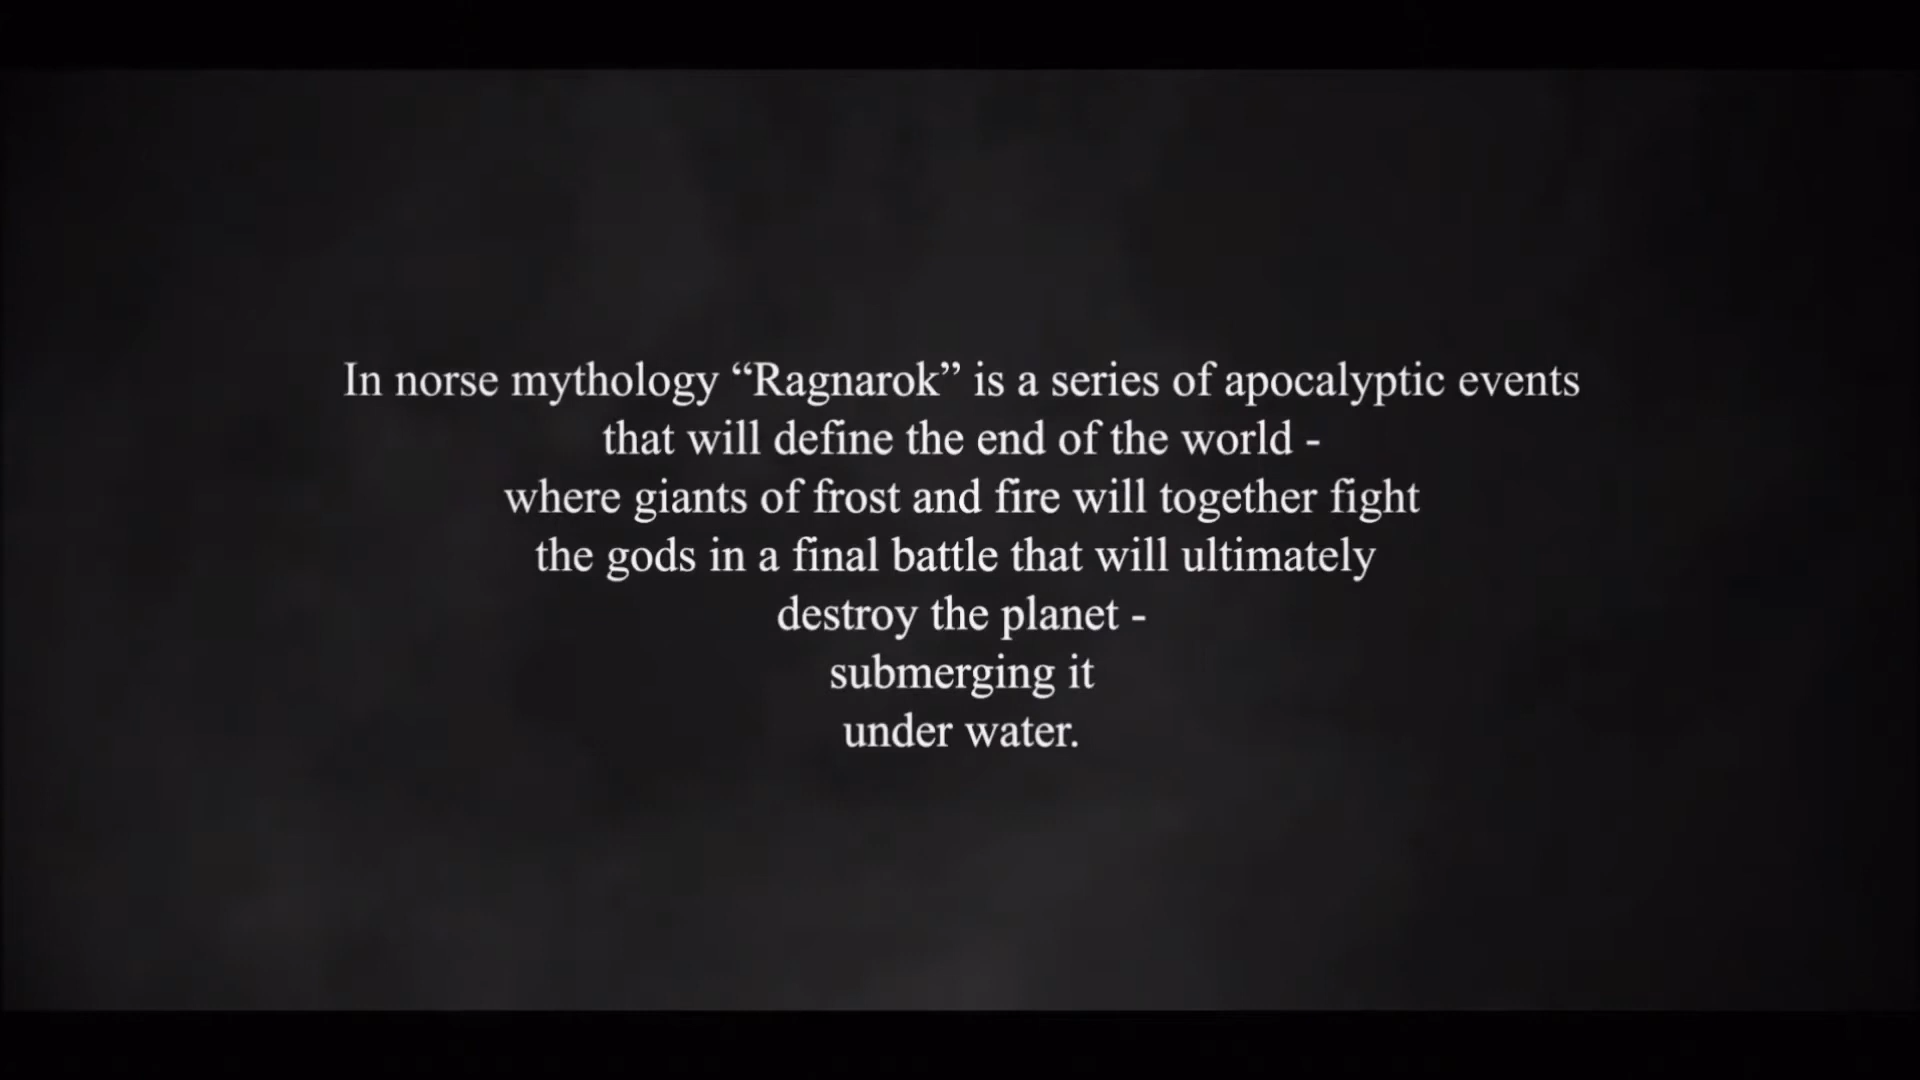 In norse mythology “Ragnarok” is a series of apocalyptic events
that will define the end of the world -
where giants of frost and fire will together fight
the gods in a final battle that will ultimately
destroy the planet -
submerging it
under water.